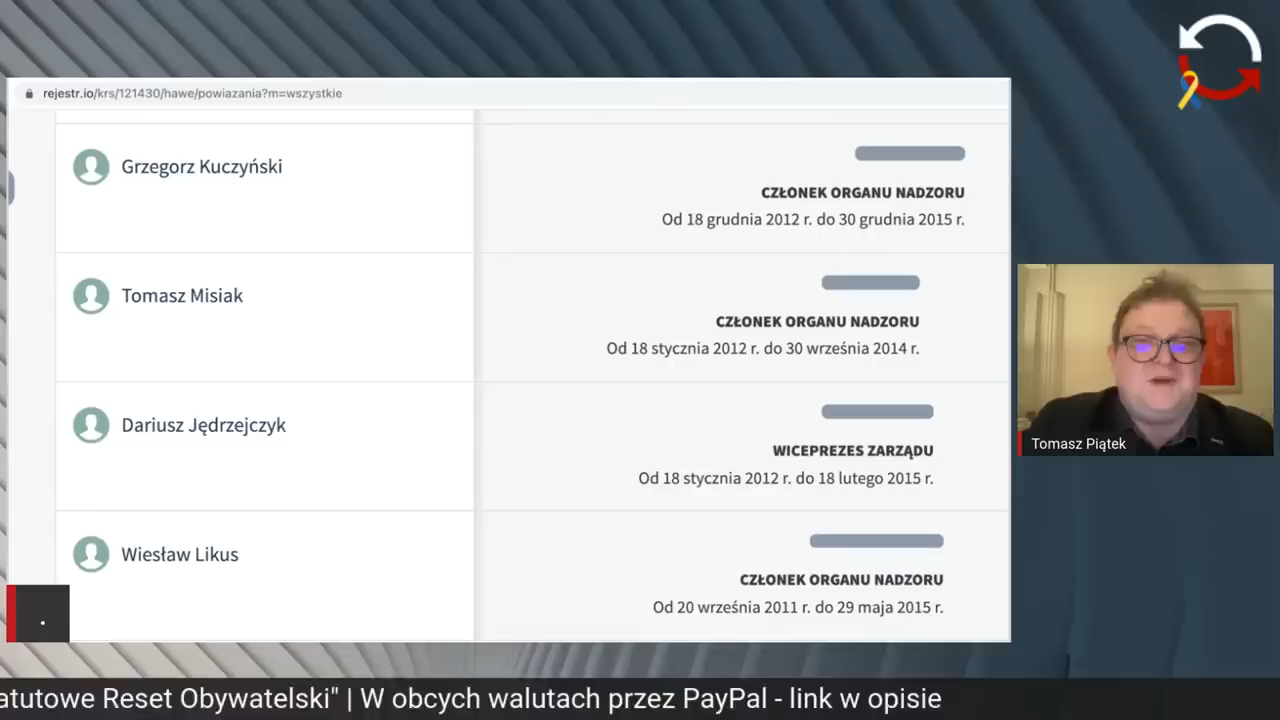 rejestr.io/krs/121430/hawe/powiazania?m=wszystkie
Grzegorz Kuczyński
CZŁONEK ORGANU NADZORU
Od 18 grudnia 2012 r. do 30 grudnia 2015 r.
Tomasz Misiak
CZŁONEK ORGANU NADZORU
Od 18 stycznia 2012 r. do 30 września 2014 r.
Dariusz Jędrzejczyk
WICEPREZES ZARZĄDU
Od 18 stycznia 2012 r. do 18 lutego 2015 r.
Wiesław Likus
CZŁONEK ORGANU NADZORU
Od 20 września 2011 r. do 29 maja 2015 r.
Tomasz Piątek
.
atutowe Reset Obywatelski" | W obcych walutach przez PayPal - link w opisie